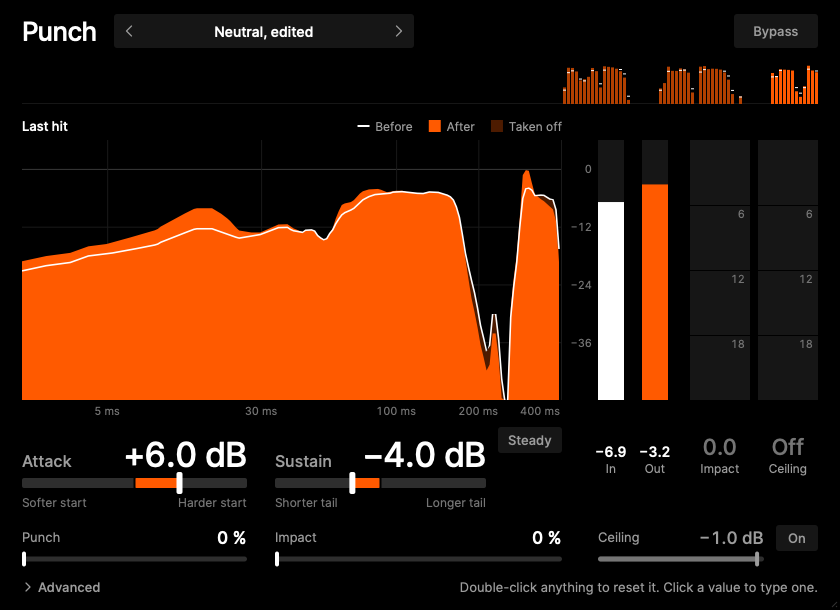 Punch
Neutral, edited
Bypass
Last hit
Before
After
Taken off
0
−12
−24
−36
6
12
18
6
12
18
5 ms
30 ms
100 ms
200 ms
400 ms
Attack
+6.0 dB
Softer start
Harder start
Sustain
−4.0 dB
Steady
Shorter tail
Longer tail
−6.9
In
−3.2
Out
0.0
Impact
Off
Ceiling
Punch
0 %
Impact
0 %
Ceiling
−1.0 dB
On
Advanced
Double-click anything to reset it. Click a value to type one.